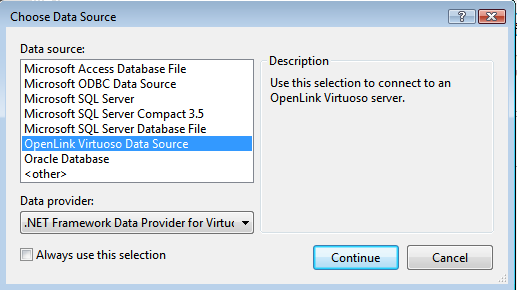 Choose Data Source
Data source:
Microsoft Access Database File
Microsoft ODBC Data Source
Microsoft SQL Server
Microsoft SQL Server Compact 3.5
Microsoft SQL Server Database File
OpenLink Virtuoso Data Source
Oracle Database
<other>
Description
Use this selection to connect to an
OpenLink Virtuoso server.
Data provider:
.NET Framework Data Provider for Virtuo
Always use this selection
Continue
Cancel